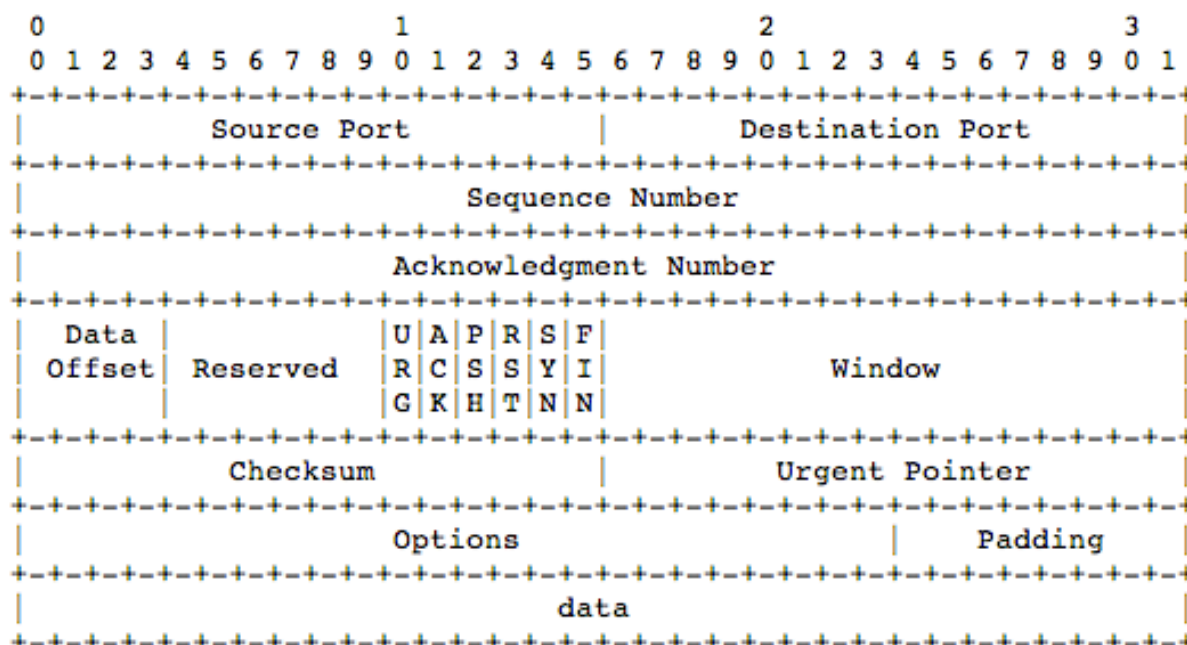 0 1 2 3
0 1 2 3 4 5 6 7 8 9 0 1 2 3 4 5 6 7 8 9 0 1 2 3 4 5 6 7 8 9 0 1
+-+-+-+-+-+-+-+-+-+-+-+-+-+-+-+-+-+-+-+-+-+-+-+-+-+-+-+-+-+-+-+-+
| Source Port | Destination Port |
+-+-+-+-+-+-+-+-+-+-+-+-+-+-+-+-+-+-+-+-+-+-+-+-+-+-+-+-+-+-+-+-+
| Sequence Number |
+-+-+-+-+-+-+-+-+-+-+-+-+-+-+-+-+-+-+-+-+-+-+-+-+-+-+-+-+-+-+-+-+
| Acknowledgment Number |
+-+-+-+-+-+-+-+-+-+-+-+-+-+-+-+-+-+-+-+-+-+-+-+-+-+-+-+-+-+-+-+-+
| Data | |U|A|P|R|S|F| |
| Offset| Reserved |R|C|S|S|Y|I| Window |
| | |G|K|H|T|N|N| |
+-+-+-+-+-+-+-+-+-+-+-+-+-+-+-+-+-+-+-+-+-+-+-+-+-+-+-+-+-+-+-+-+
| Checksum | Urgent Pointer |
+-+-+-+-+-+-+-+-+-+-+-+-+-+-+-+-+-+-+-+-+-+-+-+-+-+-+-+-+-+-+-+-+
| Options | Padding |
+-+-+-+-+-+-+-+-+-+-+-+-+-+-+-+-+-+-+-+-+-+-+-+-+-+-+-+-+-+-+-+-+
| data |
+-+-+-+-+-+-+-+-+-+-+-+-+-+-+-+-+-+-+-+-+-+-+-+-+-+-+-+-+-+-+-+-+